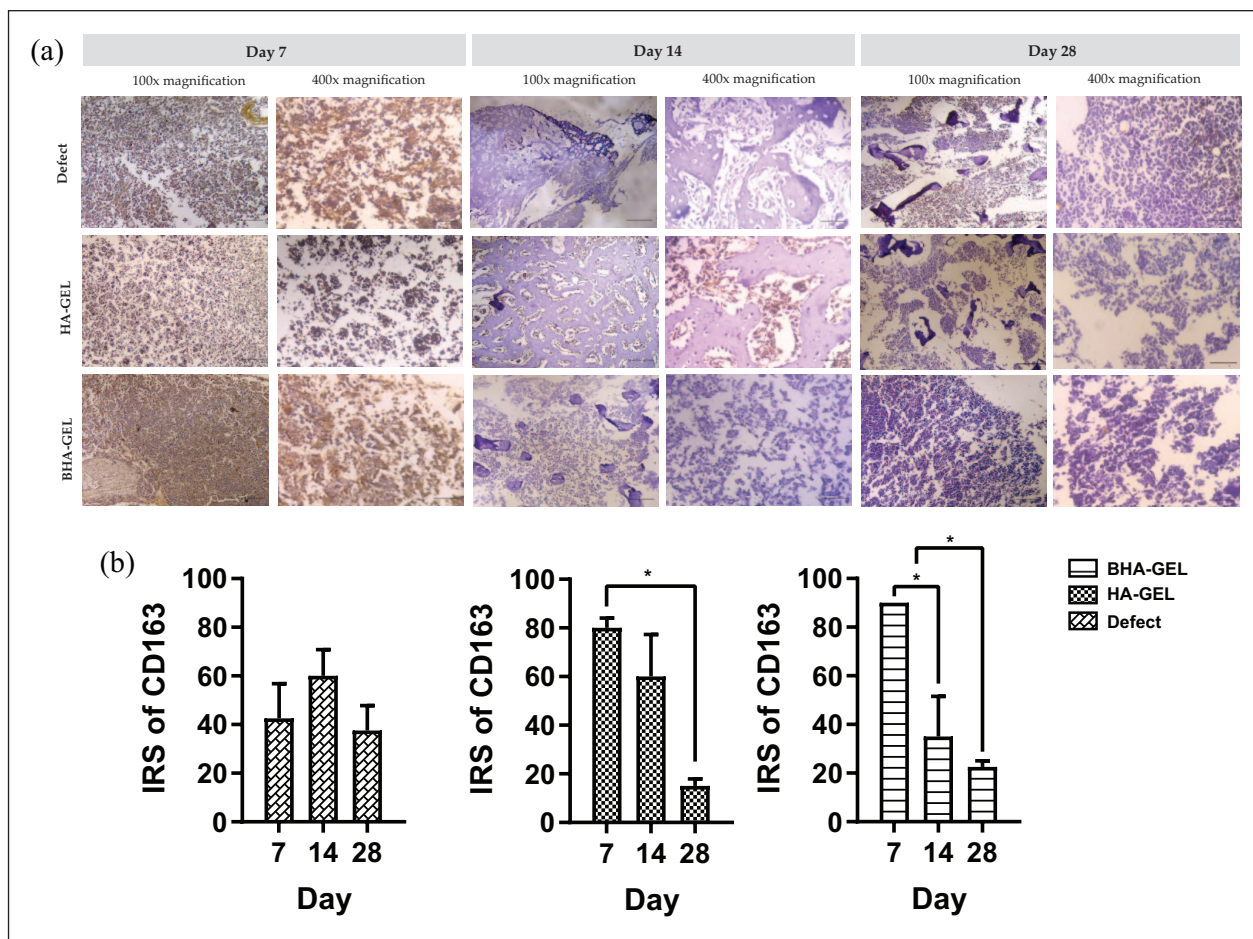 (a)
Day 7 Day 14 Day 28
100x magnification 400x magnification 100x magnification 400x magnification 100x magnification 400x magnification
Defect
HA-GEL
BHA-GEL
(b)
IRS of CD163
100
80
60
40
20
0
7 14 28
Day
IRS of CD163
100
80
60
40
20
0
*
7 14 28
Day
IRS of CD163
100
80
60
40
20
0
*
*
7 14 28
Day
BHA-GEL
HA-GEL
Defect